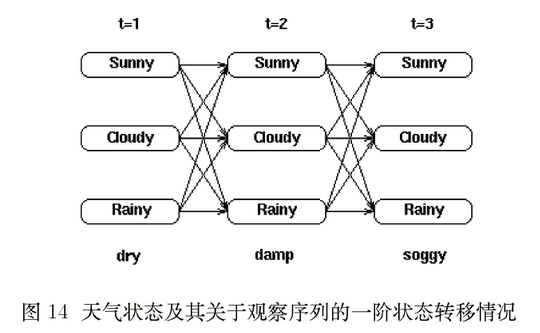 t=1 t=2 t=3
Sunny Sunny Sunny
Cloudy Cloudy Cloudy
Rainy Rainy Rainy
dry damp soggy
图 14 天气状态及其关于观察序列的一阶状态转移情况